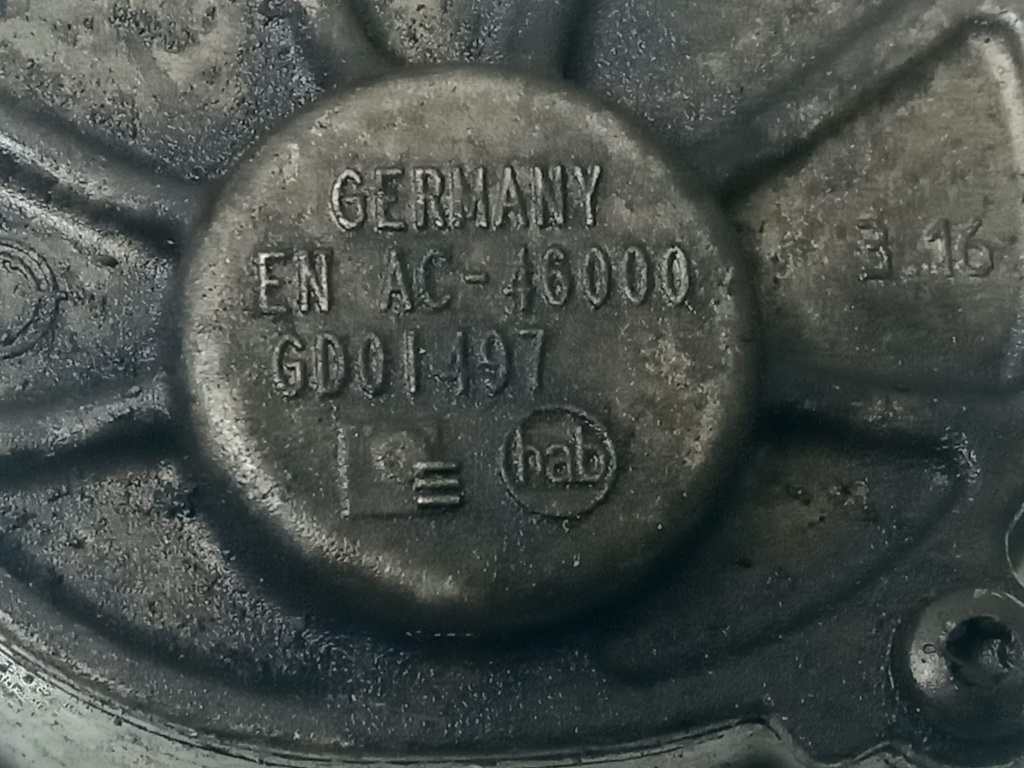 GERMANY
EN AC-46000
GD01497
hab
3 16